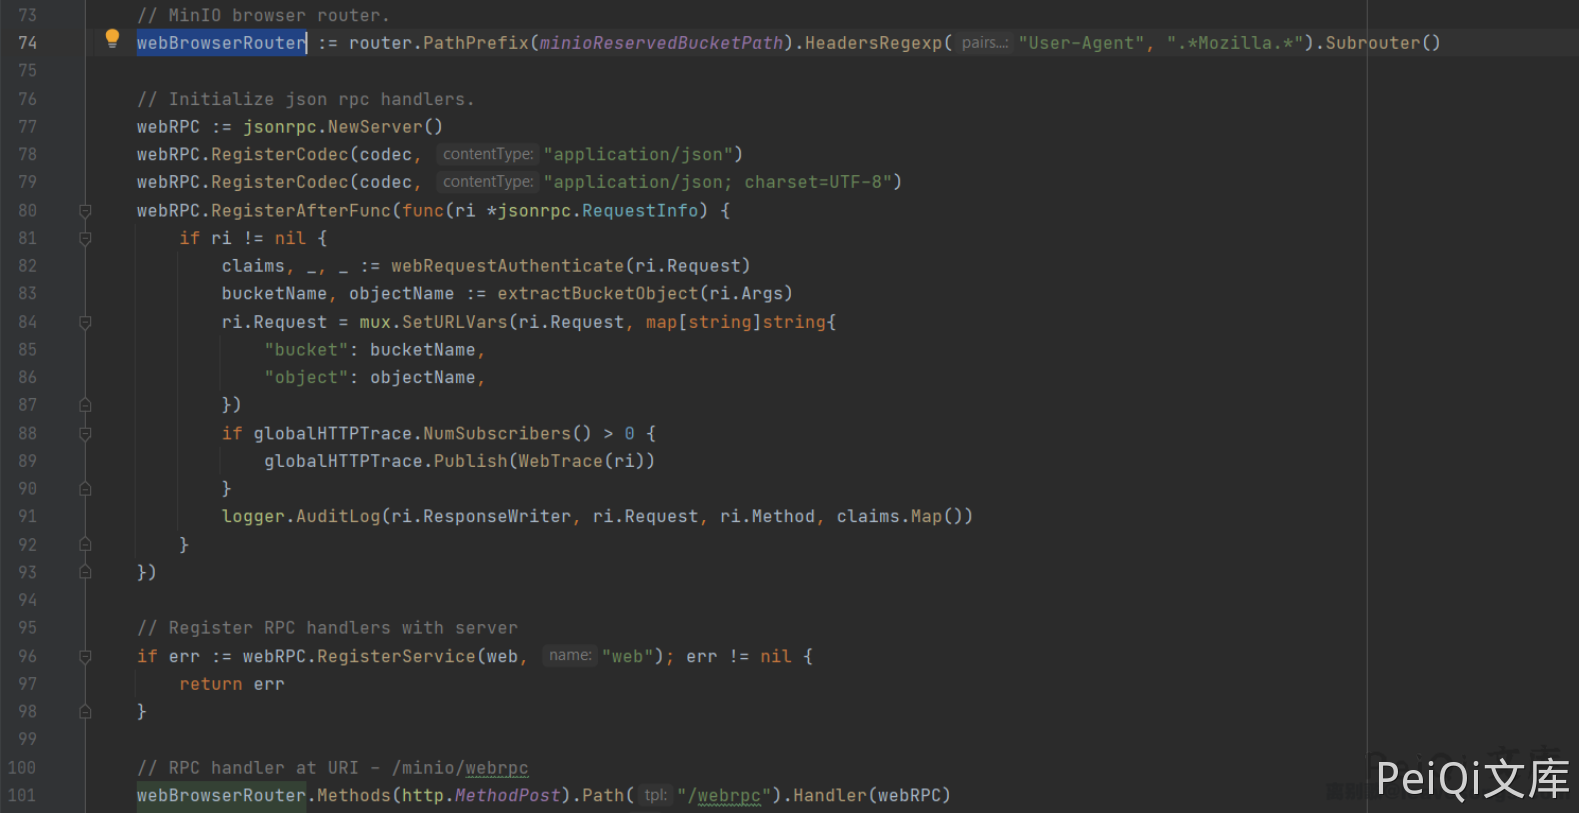 73 // MinIO browser router.
74 webBrowserRouter := router.PathPrefix(minioReservedBucketPath).HeadersRegexp( pairs...: "User-Agent", ".*Mozilla.*").Subrouter()
75
76 // Initialize json rpc handlers.
77 webRPC := jsonrpc.NewServer()
78 webRPC.RegisterCodec(codec, contentType: "application/json")
79 webRPC.RegisterCodec(codec, contentType: "application/json; charset=UTF-8")
80 webRPC.RegisterAfterFunc(func(ri *jsonrpc.RequestInfo) {
81 if ri != nil {
82 claims, _, _ := webRequestAuthenticate(ri.Request)
83 bucketName, objectName := extractBucketObject(ri.Args)
84 ri.Request = mux.SetURLVars(ri.Request, map[string]string{
85 "bucket": bucketName,
86 "object": objectName,
87 })
88 if globalHTTPTrace.NumSubscribers() > 0 {
89 globalHTTPTrace.Publish(WebTrace(ri))
90 }
91 logger.AuditLog(ri.ResponseWriter, ri.Request, ri.Method, claims.Map())
92 }
93 })
94
95 // Register RPC handlers with server
96 if err := webRPC.RegisterService(web, name: "web"); err != nil {
97 return err
98 }
99
100 // RPC handler at URI - /minio/webrpc
101 webBrowserRouter.Methods(http.MethodPost).Path( tpl: "/webrpc").Handler(webRPC)
PeiQi文库